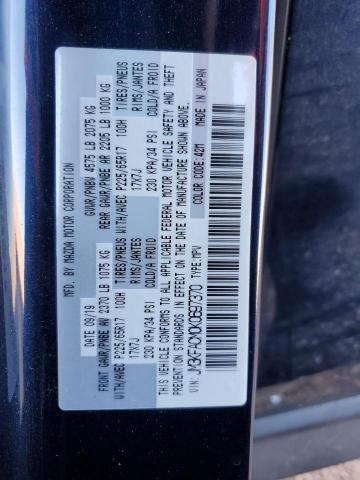 MFD. BY MAZDA MOTOR CORPORATION
DATE 09/19 GVWR/PNBV 4575 LB 2075 KG
FRONT GAWR/PNBE AV 2370 LB 1075 KG REAR GAWR/PNBE AR 2205 LB 1000 KG
WITH/AVEC P225/65R17 100H TIRES/PNEUS WITH/AVEC P225/65R17 100H TIRES/PNEUS
17X7J RIMS/JANTES 17X7J RIMS/JANTES
230 KPA/34 PSI COLD/A FROID 230 KPA/34 PSI COLD/A FROID
THIS VEHICLE CONFORMS TO ALL APPLICABLE FEDERAL MOTOR VEHICLE SAFETY AND THEFT
PREVENTION STANDARDS IN EFFECT ON THE DATE OF MANUFACTURE SHOWN ABOVE.
VIN: JM3KFACM0K0697370 TYPE: MPV COLOR CODE: 42M MADE IN JAPAN